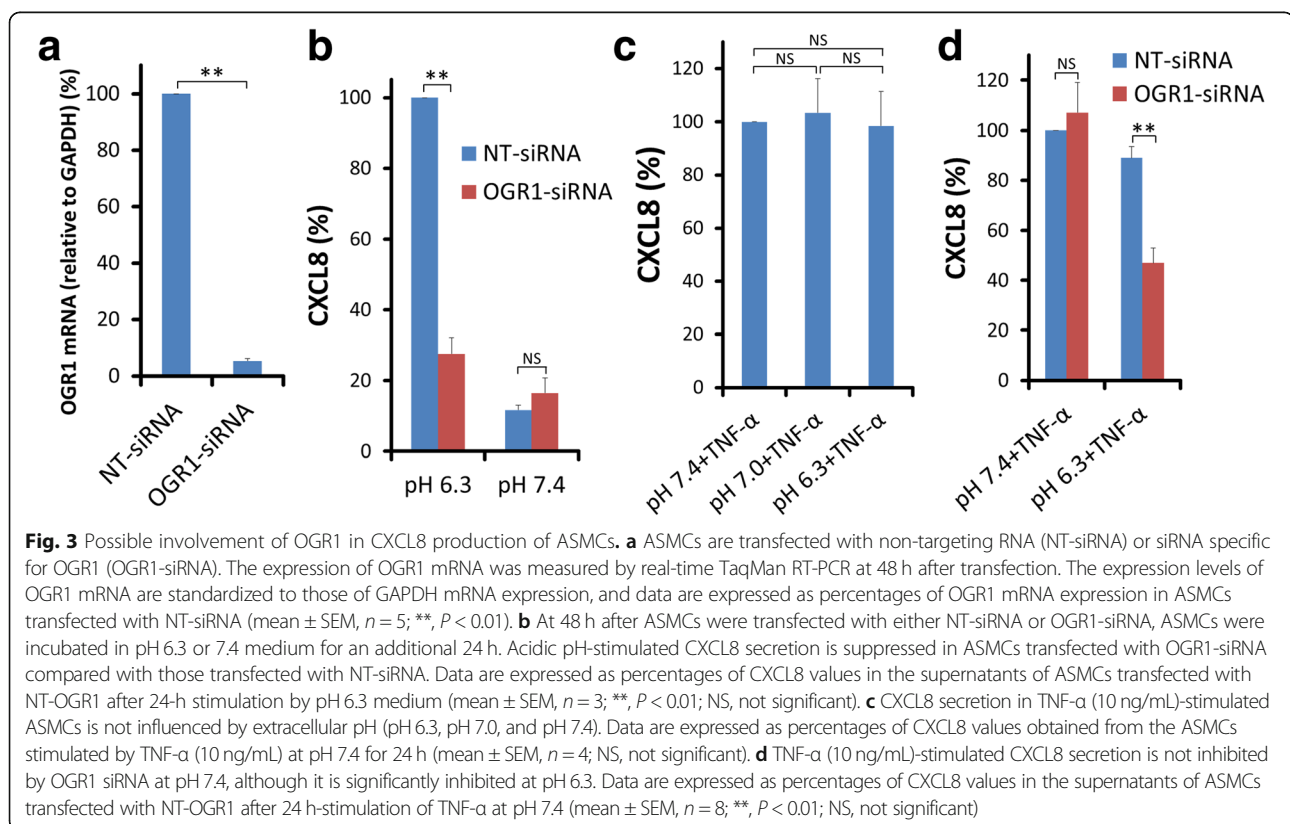 a
**
100
80
60
40
20
0
OGR1 mRNA (relative to GAPDH) (%)
NT-siRNA
OGR1-siRNA
b
**
100
80
60
40
20
0
CXCL8 (%)
NT-siRNA
OGR1-siRNA
NS
pH 6.3
pH 7.4
c
NS
NS
NS
120
100
80
60
40
20
0
CXCL8 (%)
pH 7.4+TNF-α
pH 7.0+TNF-α
pH 6.3+TNF-α
d
NT-siRNA
OGR1-siRNA
NS
**
120
100
80
60
40
20
0
CXCL8 (%)
pH 7.4+TNF-α
pH 6.3+TNF-α
Fig. 3 Possible involvement of OGR1 in CXCL8 production of ASMCs. a ASMCs are transfected with non-targeting RNA (NT-siRNA) or siRNA specific
for OGR1 (OGR1-siRNA). The expression of OGR1 mRNA was measured by real-time TaqMan RT-PCR at 48 h after transfection. The expression levels of
OGR1 mRNA are standardized to those of GAPDH mRNA expression, and data are expressed as percentages of OGR1 mRNA expression in ASMCs
transfected with NT-siRNA (mean ± SEM, n = 5; **, P < 0.01). b At 48 h after ASMCs were transfected with either NT-siRNA or OGR1-siRNA, ASMCs were
incubated in pH 6.3 or 7.4 medium for an additional 24 h. Acidic pH-stimulated CXCL8 secretion is suppressed in ASMCs transfected with OGR1-siRNA
compared with those transfected with NT-siRNA. Data are expressed as percentages of CXCL8 values in the supernatants of ASMCs transfected with
NT-OGR1 after 24-h stimulation by pH 6.3 medium (mean ± SEM, n = 3; **, P < 0.01; NS, not significant). c CXCL8 secretion in TNF-α (10 ng/mL)-stimulated
ASMCs is not influenced by extracellular pH (pH 6.3, pH 7.0, and pH 7.4). Data are expressed as percentages of CXCL8 values obtained from the ASMCs
stimulated by TNF-α (10 ng/mL) at pH 7.4 for 24 h (mean ± SEM, n = 4; NS, not significant). d TNF-α (10 ng/mL)-stimulated CXCL8 secretion is not inhibited
by OGR1 siRNA at pH 7.4, although it is significantly inhibited at pH 6.3. Data are expressed as percentages of CXCL8 values in the supernatants of ASMCs
transfected with NT-OGR1 after 24 h-stimulation of TNF-α at pH 7.4 (mean ± SEM, n = 8; **, P < 0.01; NS, not significant)